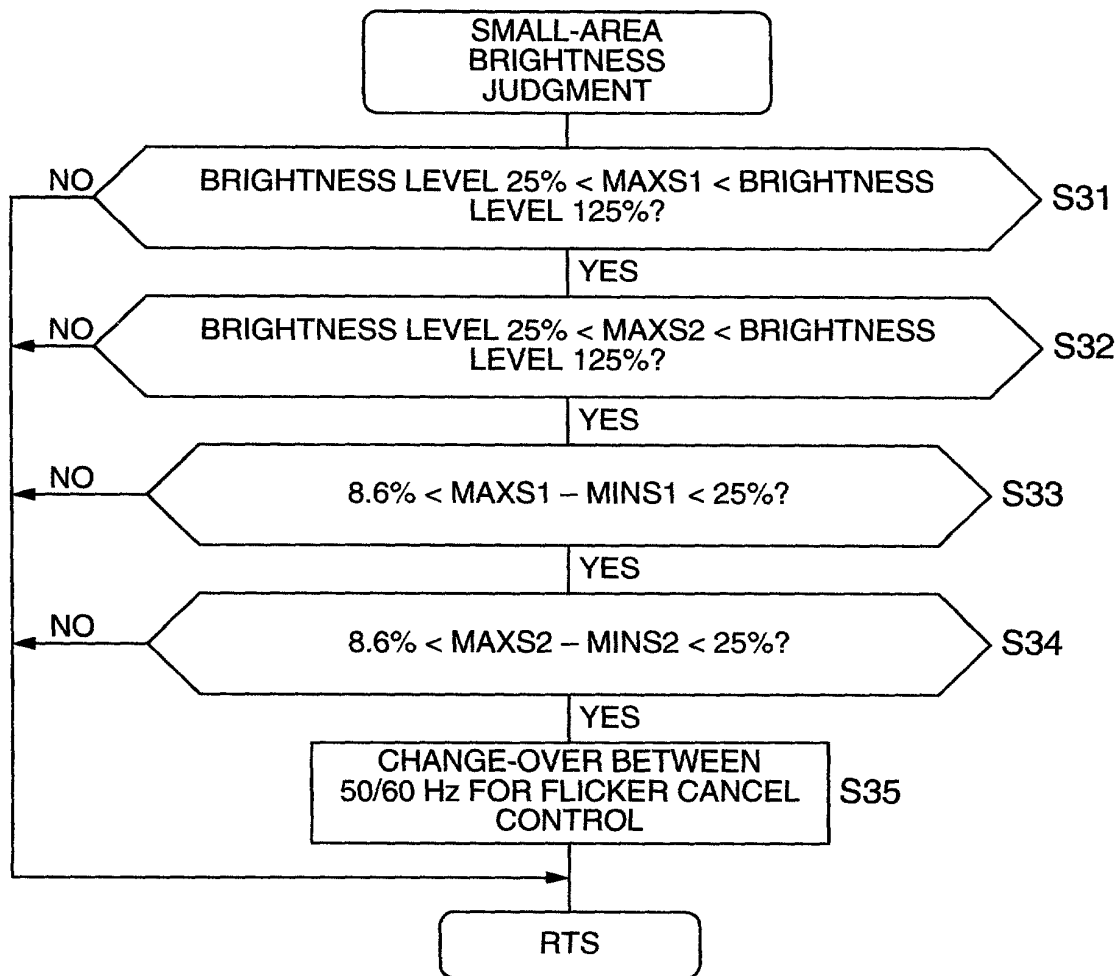 SMALL-AREA
BRIGHTNESS
JUDGMENT
NO
BRIGHTNESS LEVEL 25% < MAXS1 < BRIGHTNESS
LEVEL 125%?
S31
YES
NO
BRIGHTNESS LEVEL 25% < MAXS2 < BRIGHTNESS
LEVEL 125%?
S32
YES
NO
8.6% < MAXS1 – MINS1 < 25%?
S33
YES
NO
8.6% < MAXS2 – MINS2 < 25%?
S34
YES
CHANGE-OVER BETWEEN
50/60 Hz FOR FLICKER CANCEL
CONTROL
S35
RTS